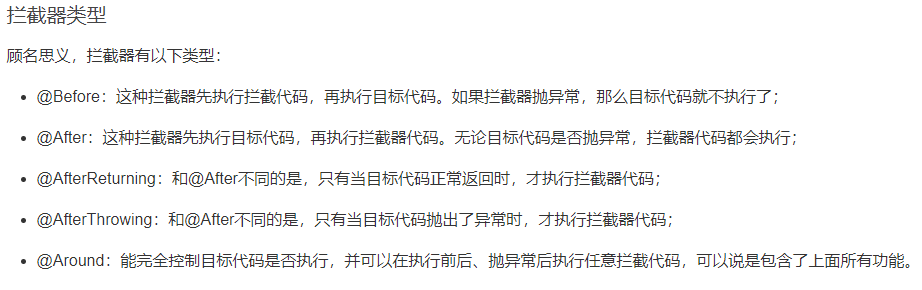 拦截器类型
顾名思义，拦截器有以下类型：
@Before：这种拦截器先执行拦截代码，再执行目标代码。如果拦截器抛异常，那么目标代码就不执行了；
@After：这种拦截器先执行目标代码，再执行拦截器代码。无论目标代码是否抛异常，拦截器代码都会执行；
@AfterReturning：和@After不同的是，只有当目标代码正常返回时，才执行拦截器代码；
@AfterThrowing：和@After不同的是，只有当目标代码抛出了异常时，才执行拦截器代码；
@Around：能完全控制目标代码是否执行，并可以在执行前后、抛异常后执行任意拦截代码，可以说是包含了上面所有功能。